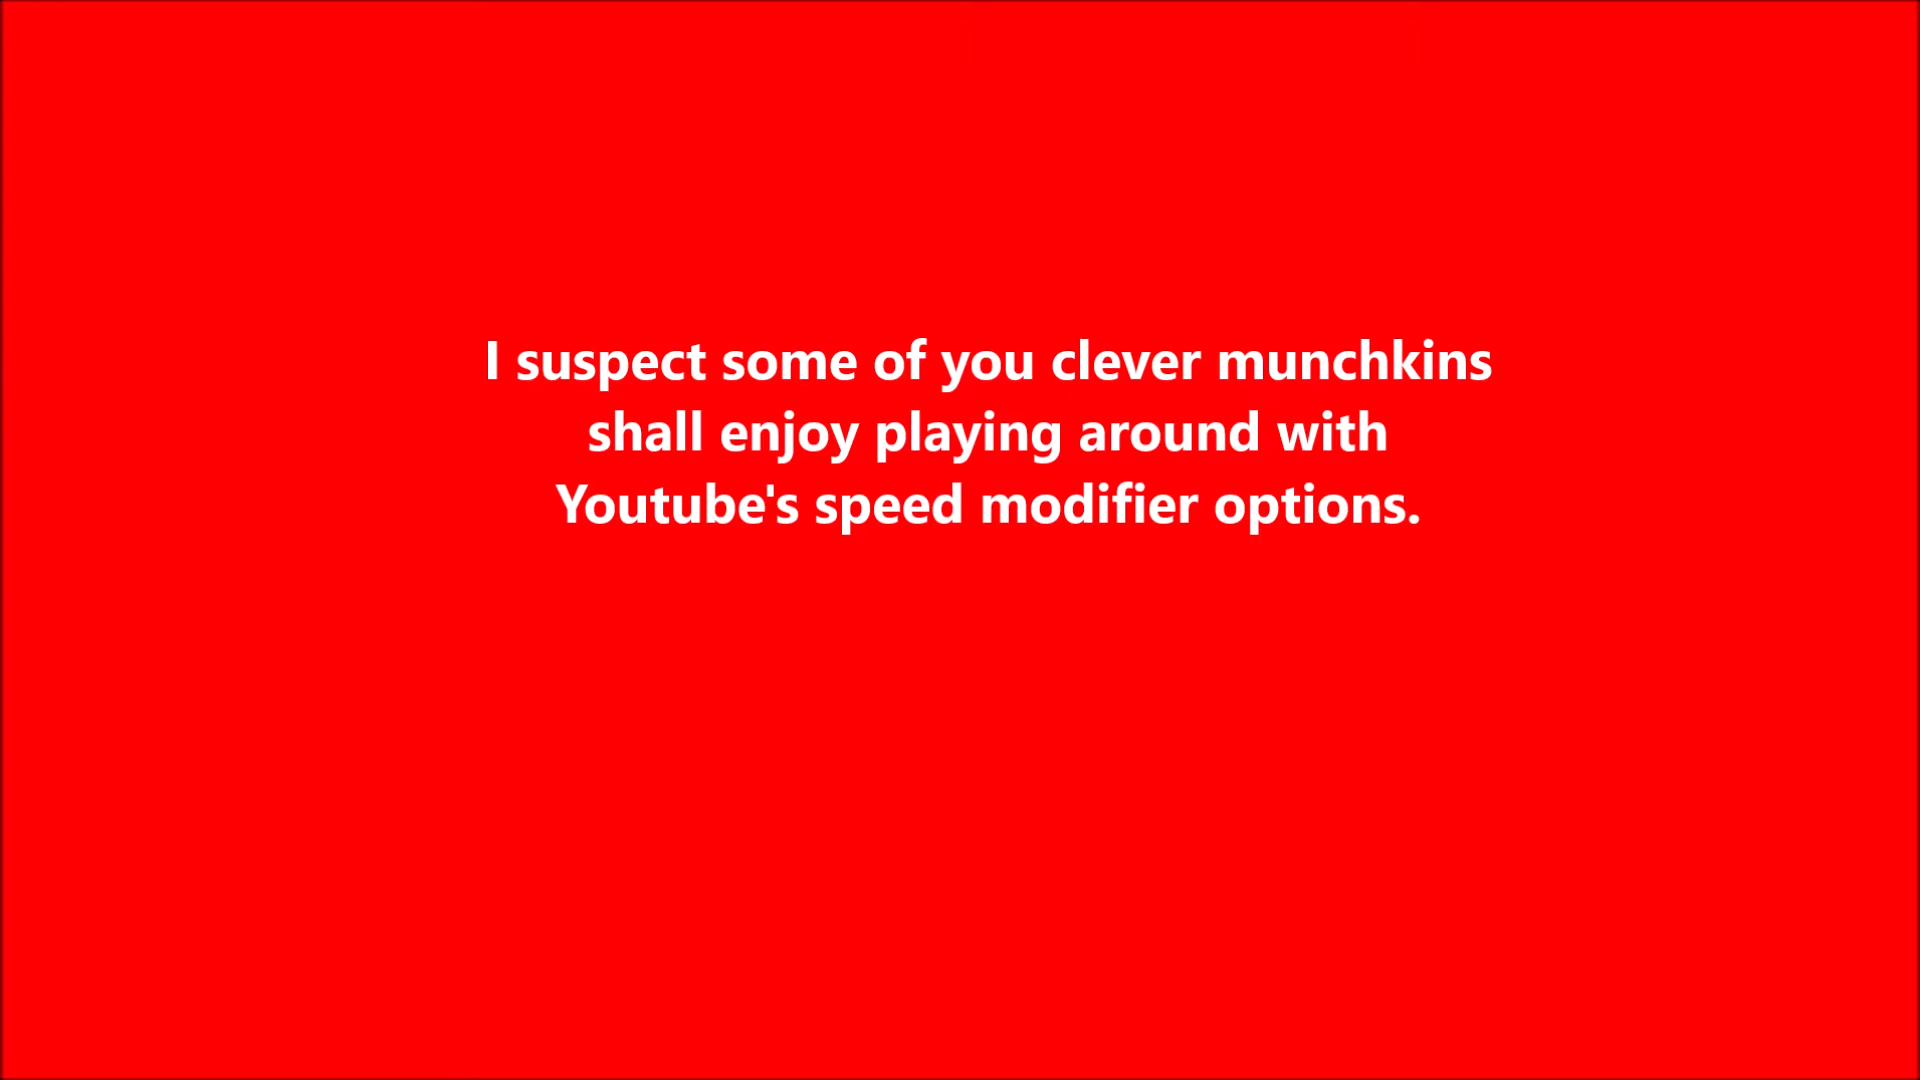 I suspect some of you clever munchkins
shall enjoy playing around with
Youtube's speed modifier options.